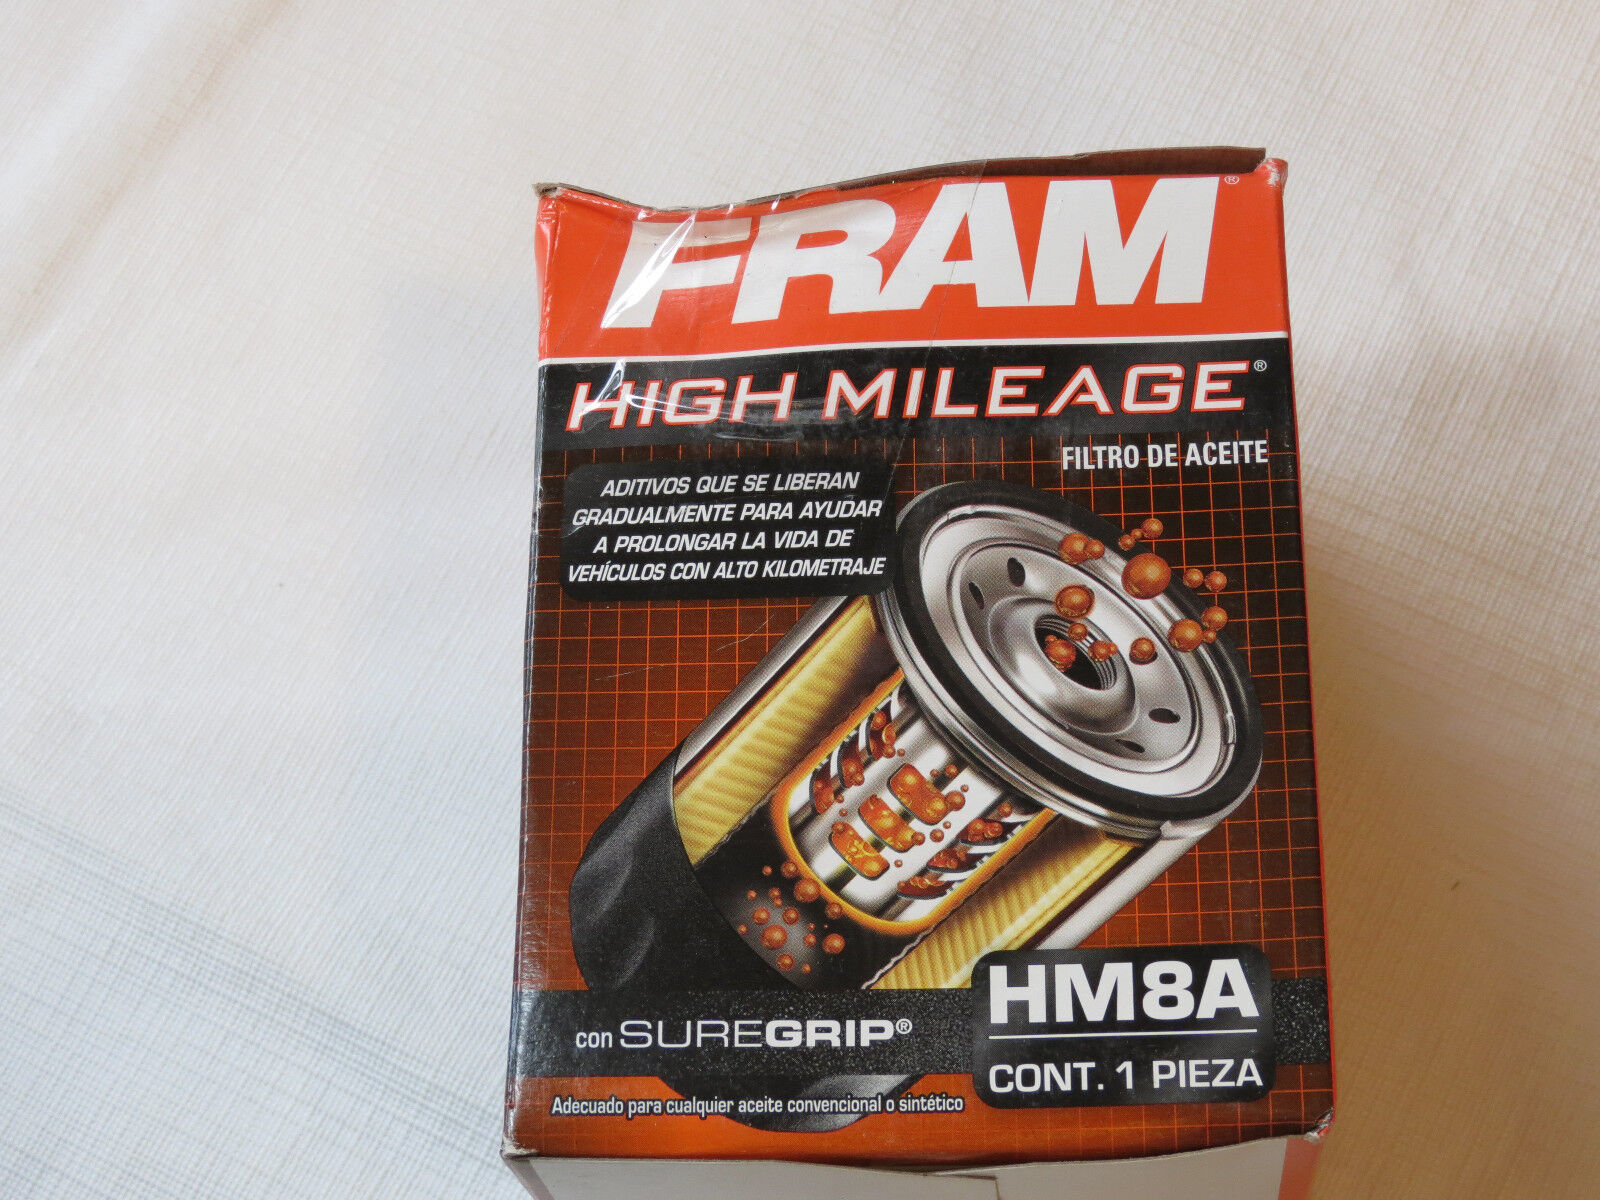 FRAM®
HIGH MILEAGE®
FILTRO DE ACEITE
ADITIVOS QUE SE LIBERAN
GRADUALMENTE PARA AYUDAR
A PROLONGAR LA VIDA DE
VEHÍCULOS CON ALTO KILOMETRAJE
HM8A
con SUREGRIP®
CONT. 1 PIEZA
Adecuado para cualquier aceite convencional o sintético